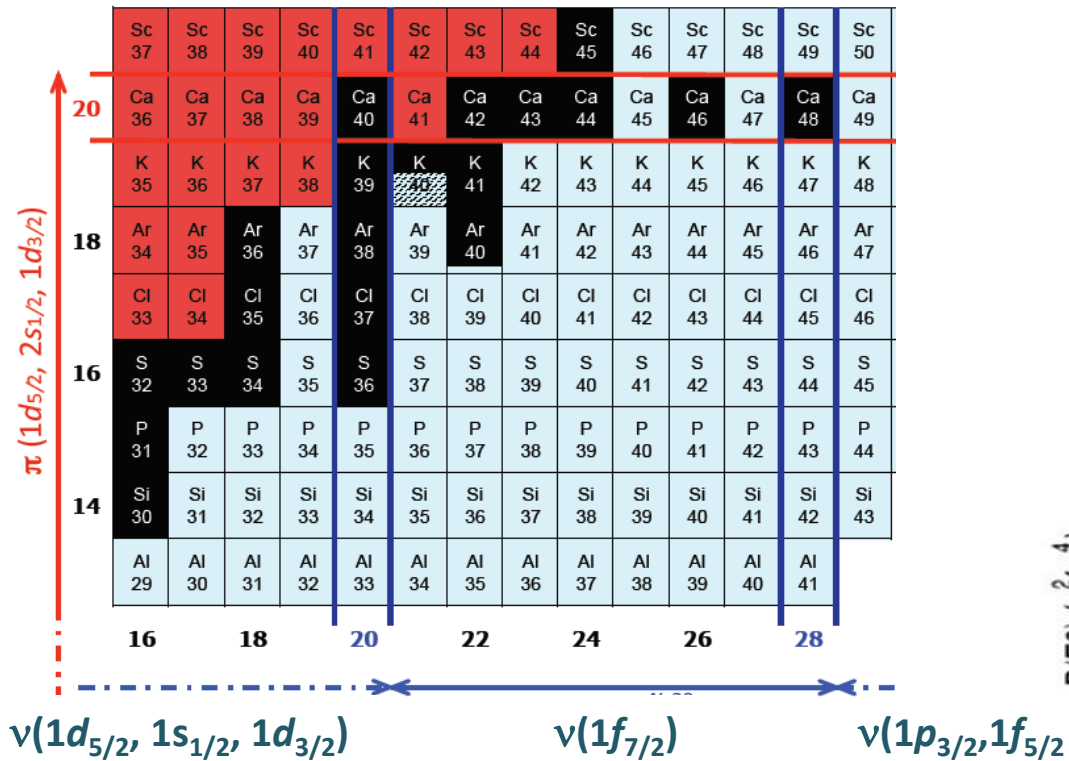 Sc Sc Sc Sc Sc Sc Sc Sc Sc Sc Sc Sc Sc Sc
37 38 39 40 41 42 43 44 45 46 47 48 49 50
20 Ca Ca Ca Ca Ca Ca Ca Ca Ca Ca Ca Ca Ca Ca
36 37 38 39 40 41 42 43 44 45 46 47 48 49
K K K K K K K K K K K K K K
35 36 37 38 39 40 41 42 43 44 45 46 47 48
18 Ar Ar Ar Ar Ar Ar Ar Ar Ar Ar Ar Ar Ar Ar
34 35 36 37 38 39 40 41 42 43 44 45 46 47
Cl Cl Cl Cl Cl Cl Cl Cl Cl Cl Cl Cl Cl Cl
33 34 35 36 37 38 39 40 41 42 43 44 45 46
16 S S S S S S S S S S S S S S
32 33 34 35 36 37 38 39 40 41 42 43 44 45
P P P P P P P P P P P P P P
31 32 33 34 35 36 37 38 39 40 41 42 43 44
14 Si Si Si Si Si Si Si Si Si Si Si Si Si Si
30 31 32 33 34 35 36 37 38 39 40 41 42 43
Al Al Al Al Al Al Al Al Al Al Al Al Al
29 30 31 32 33 34 35 36 37 38 39 40 41
16 18 20 22 24 26 28
π (1d5/2, 2s1/2, 1d3/2)
ν(1d5/2, 1s1/2, 1d3/2) ν(1f7/2) ν(1p3/2,1f5/2